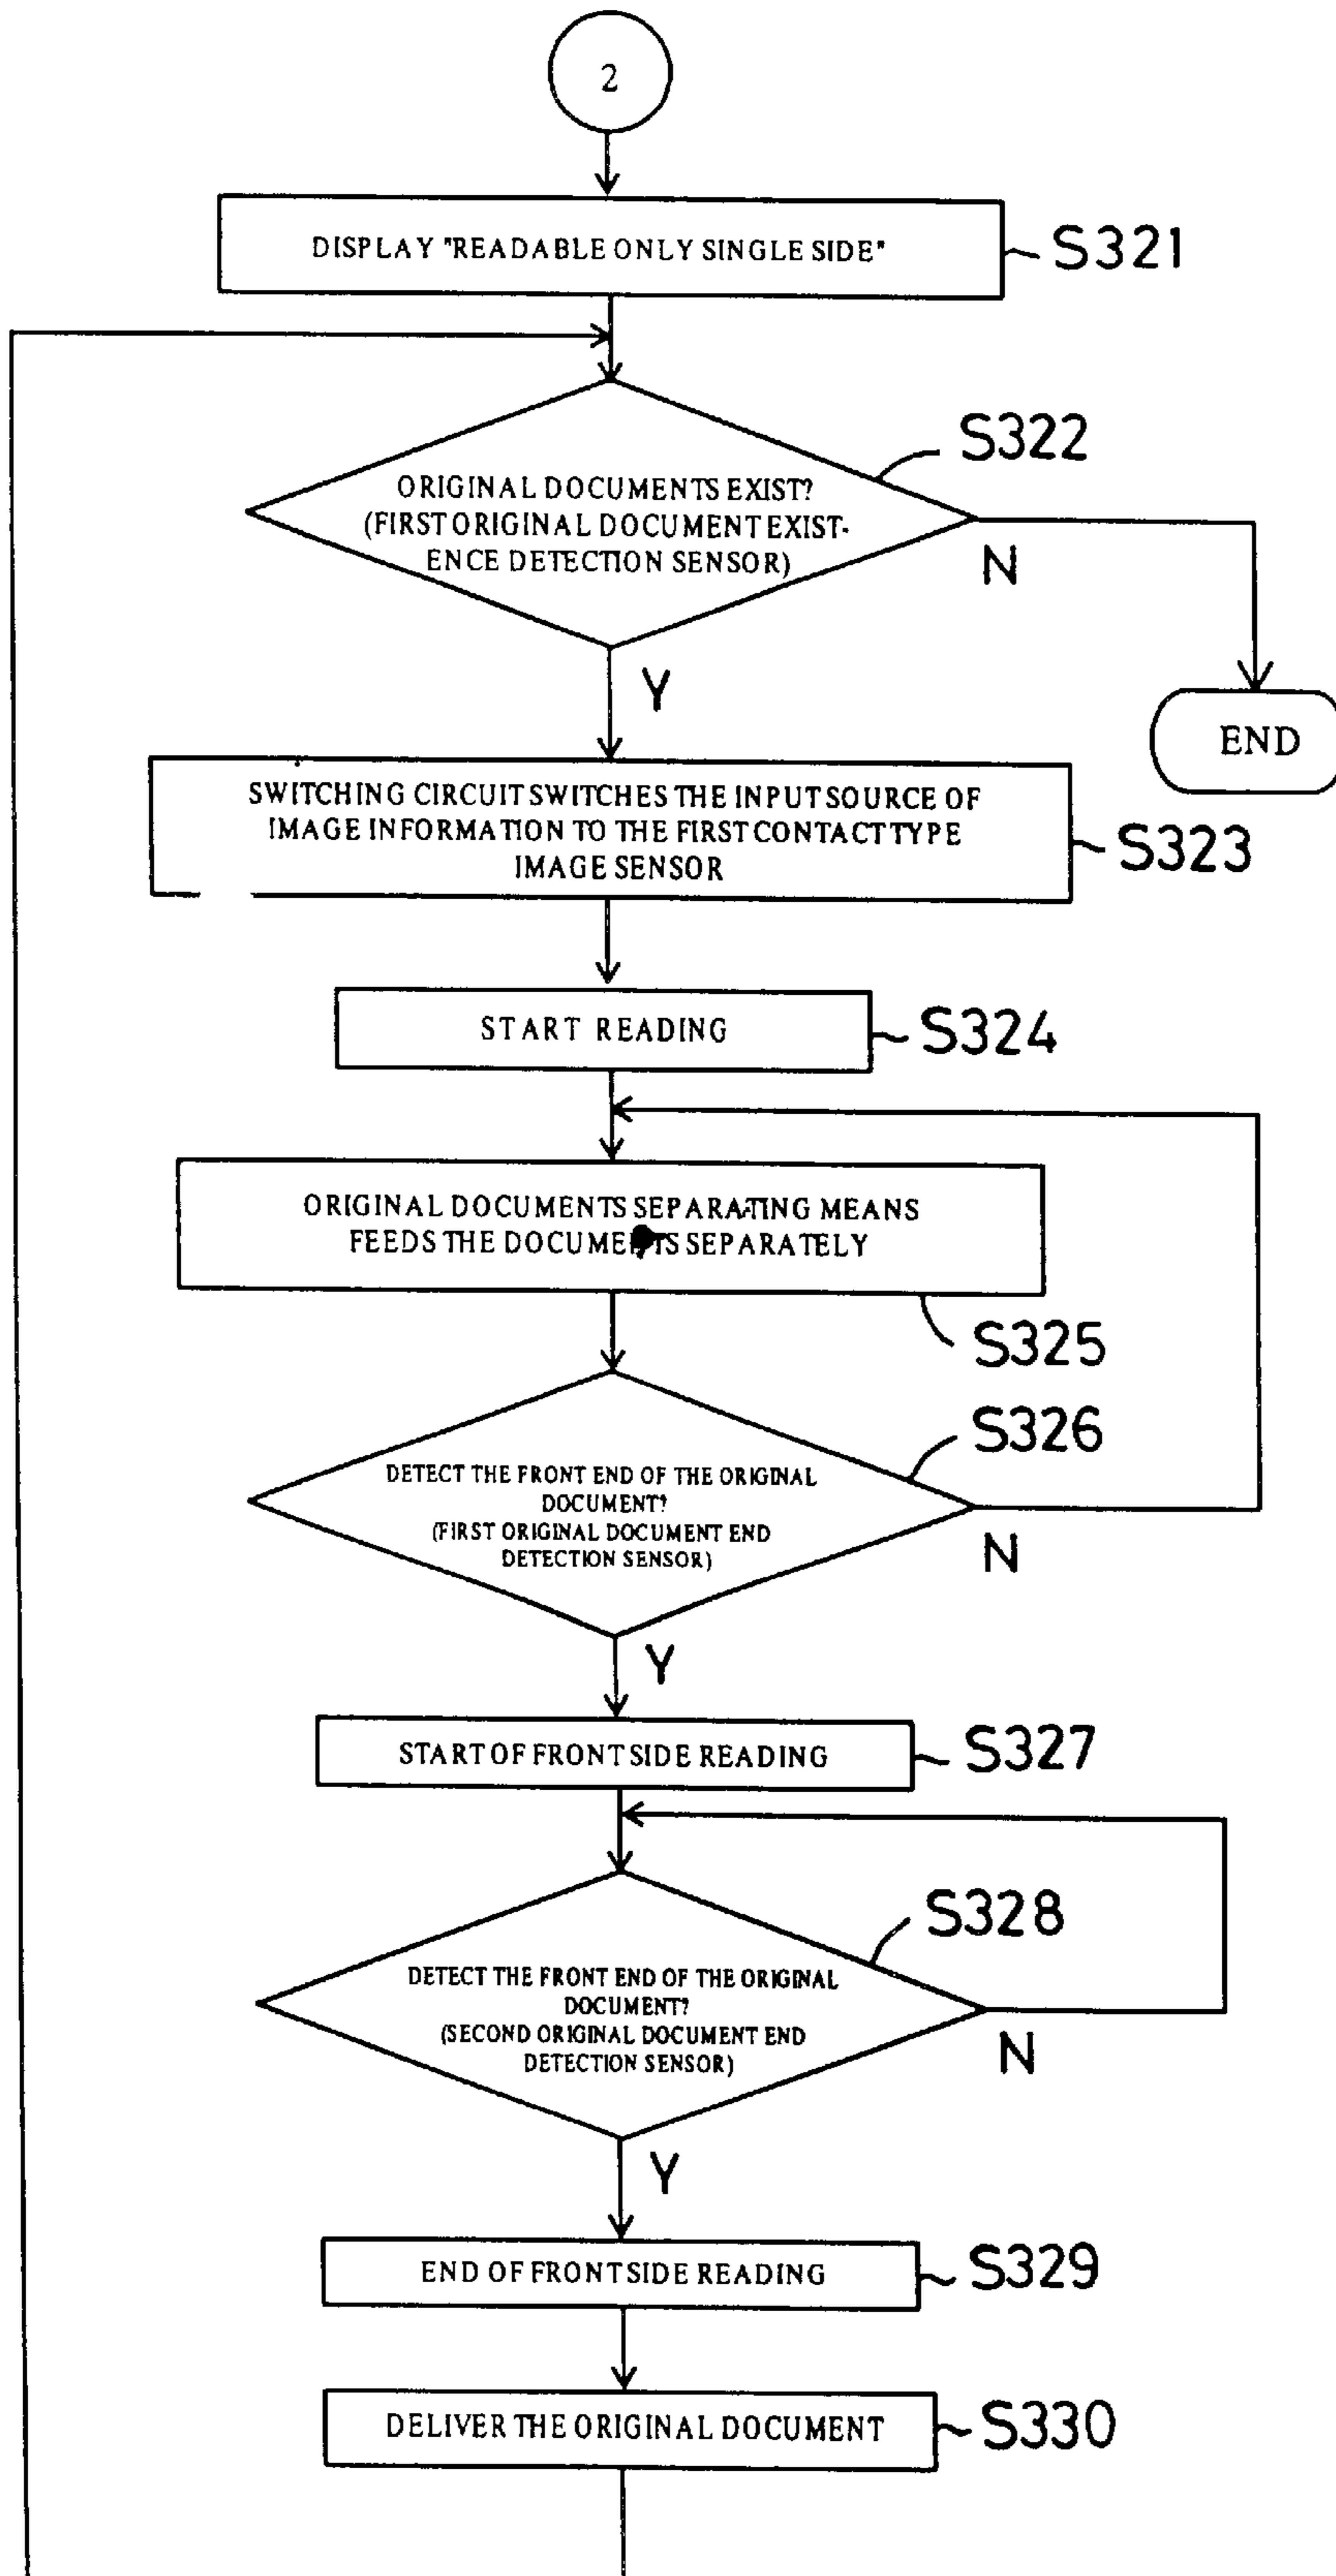 2
DISPLAY "READABLE ONLY SINGLE SIDE"
S321
S322
ORIGINAL DOCUMENTS EXIST?
(FIRST ORIGINAL DOCUMENT EXIST-
ENCE DETECTION SENSOR)
N
Y
END
SWITCHING CIRCUIT SWITCHES THE INPUT SOURCE OF
IMAGE INFORMATION TO THE FIRST CONTACT TYPE
IMAGE SENSOR
S323
START READING
S324
ORIGINAL DOCUMENTS SEPARATING MEANS
FEEDS THE DOCUMENTS SEPARATELY
S325
S326
DETECT THE FRONT END OF THE ORIGINAL
DOCUMENT?
(FIRST ORIGINAL DOCUMENT END
DETECTION SENSOR)
N
Y
START OF FRONT SIDE READING
S327
S328
DETECT THE FRONT END OF THE ORIGINAL
DOCUMENT?
(SECOND ORIGINAL DOCUMENT END
DETECTION SENSOR)
N
Y
END OF FRONT SIDE READING
S329
DELIVER THE ORIGINAL DOCUMENT
S330